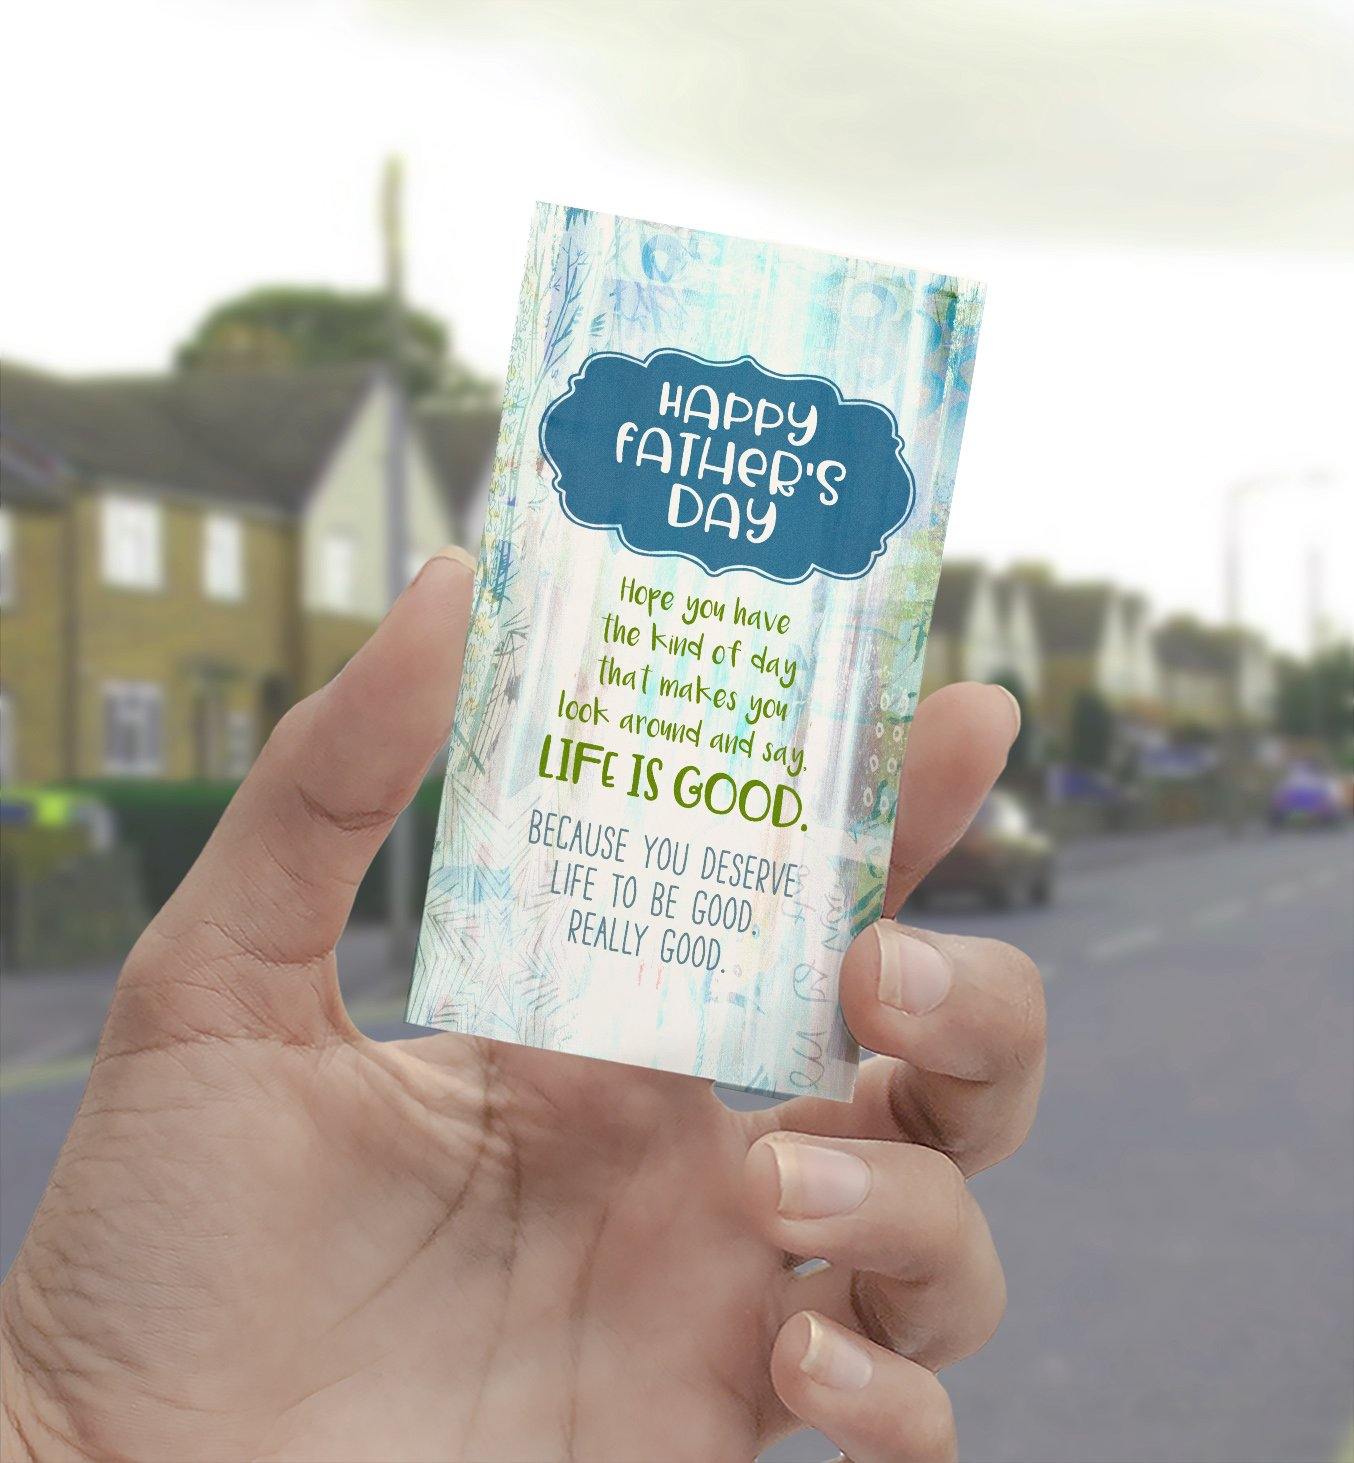 HAPPY
FATHER'S
DAY
Hope you have
the kind of day
that makes you
look around and say,
LIFE IS GOOD.
BECAUSE YOU DESERVE
LIFE TO BE GOOD.
REALLY GOOD.